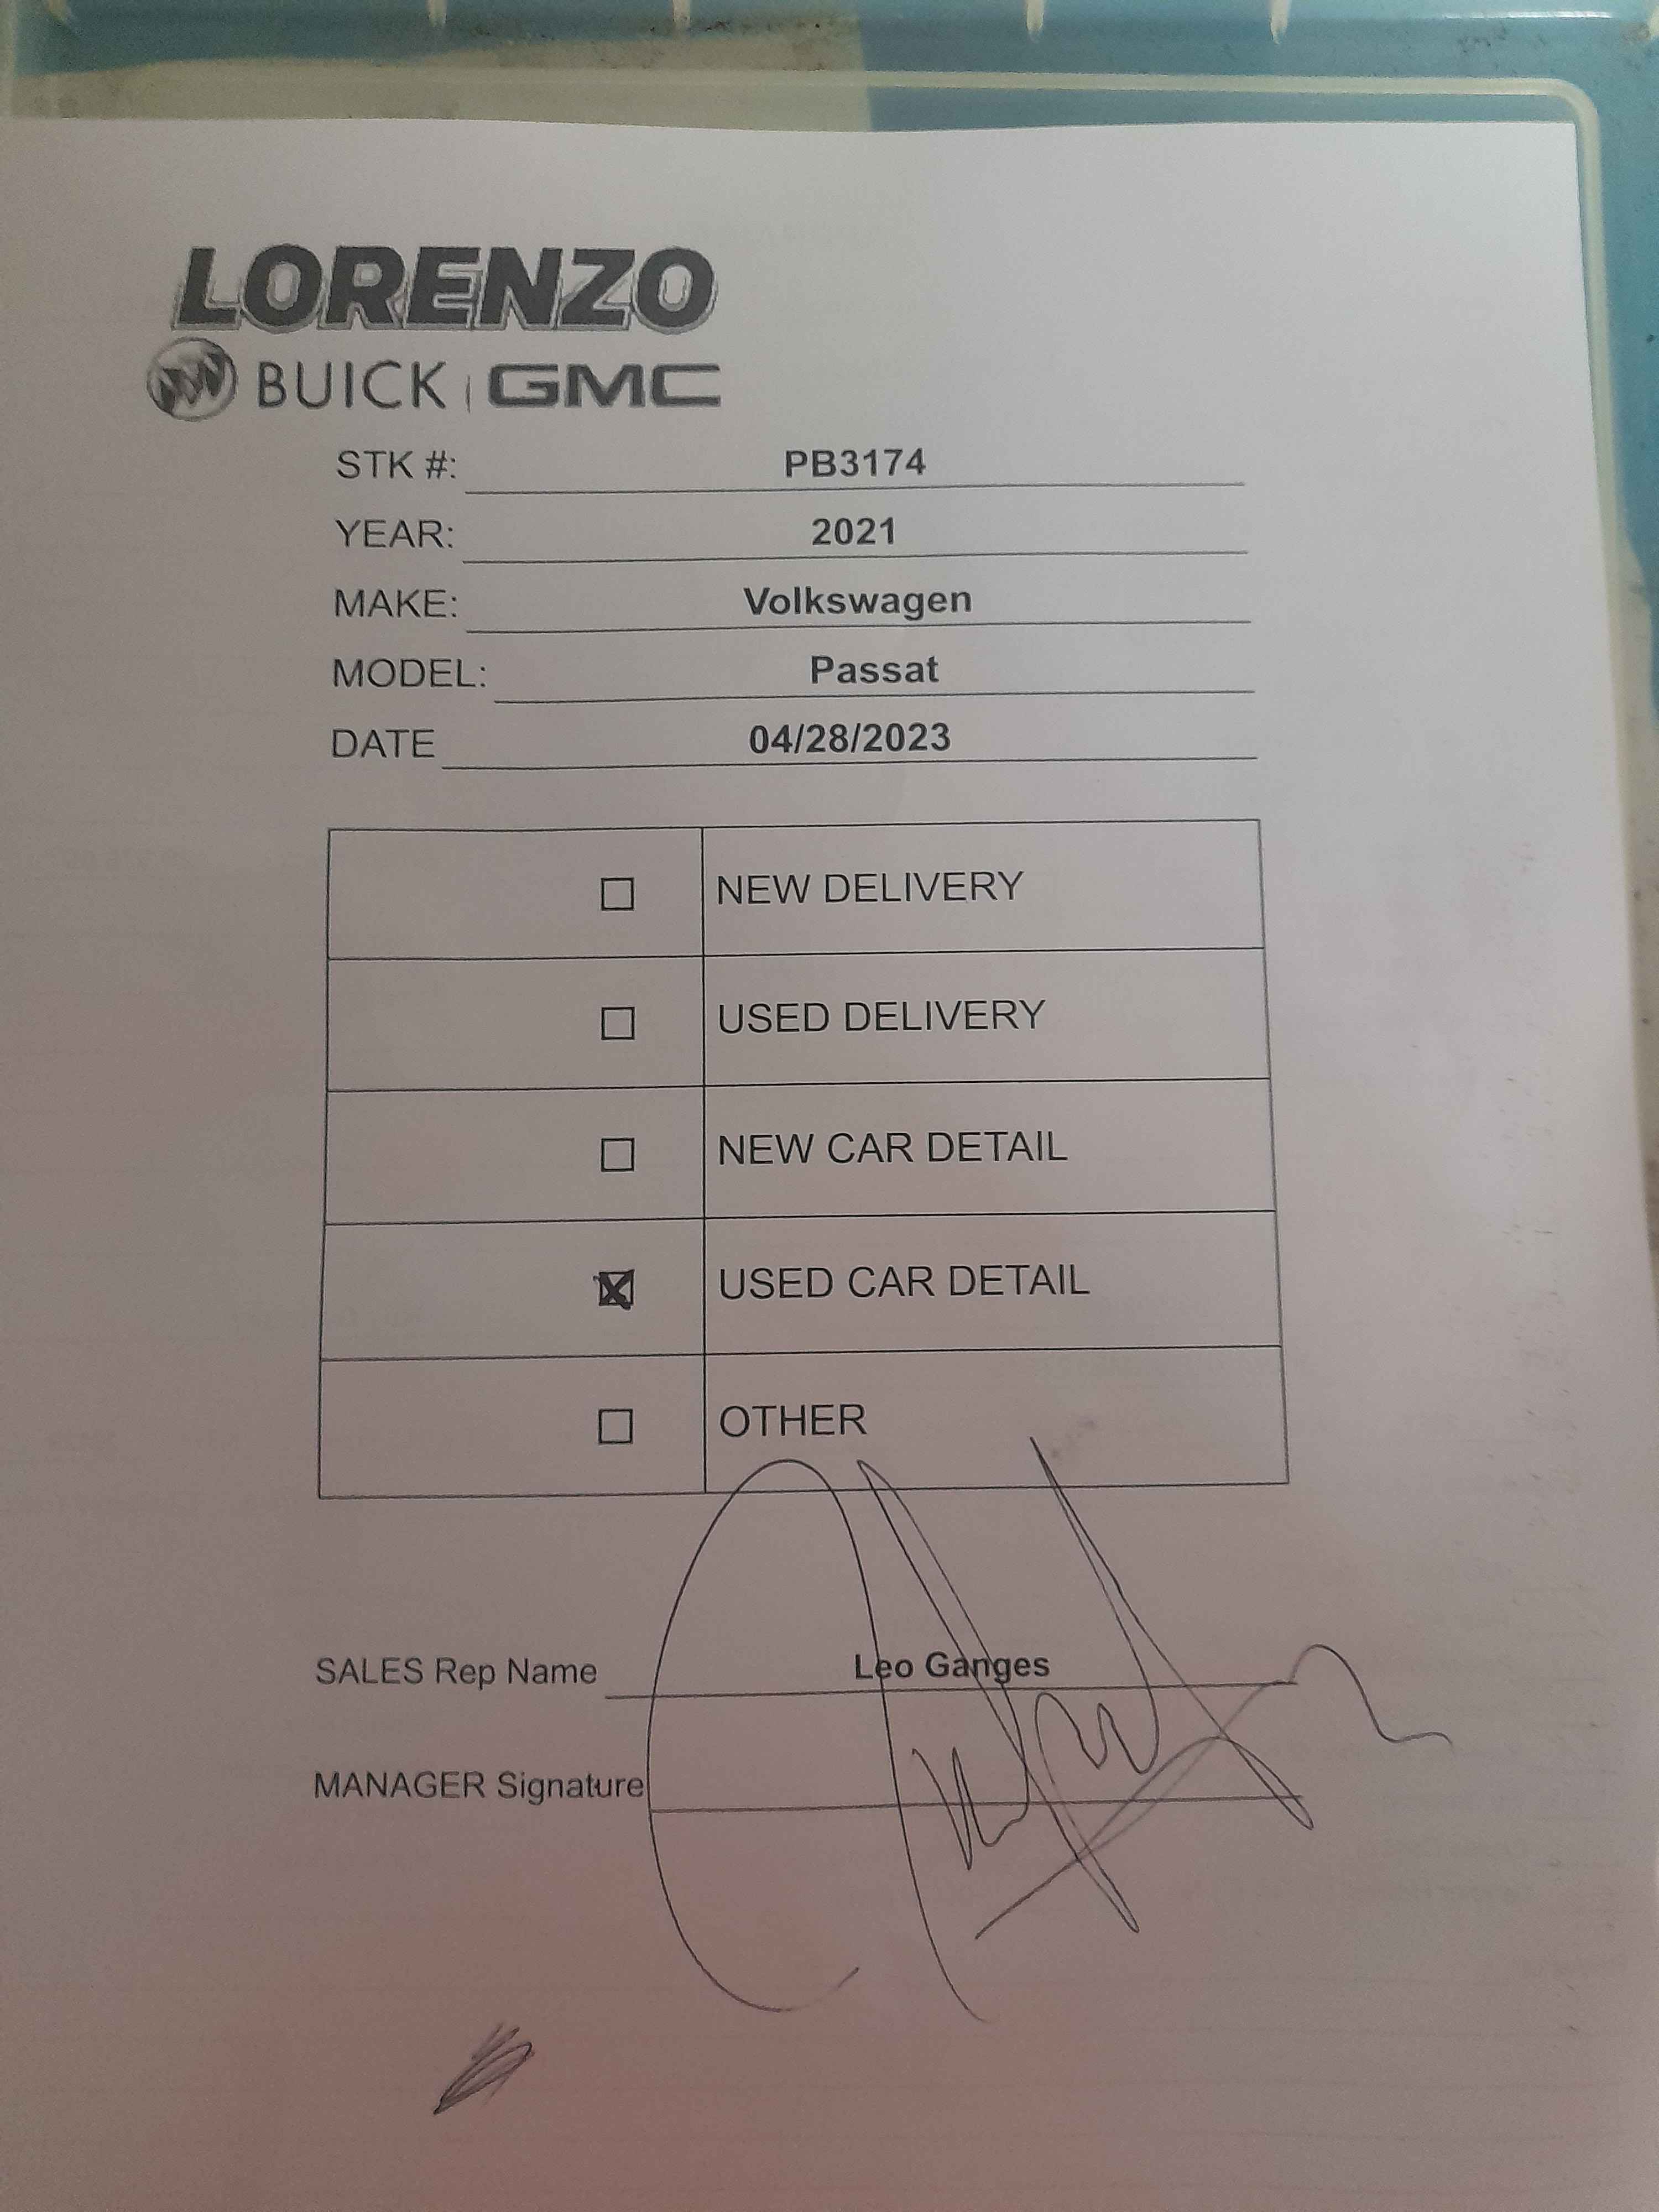 LORENZO
BUICK | GMC
STK #: PB3174
YEAR: 2021
MAKE: Volkswagen
MODEL: Passat
DATE 04/28/2023
☐ NEW DELIVERY
☐ USED DELIVERY
☐ NEW CAR DETAIL
☒ USED CAR DETAIL
☐ OTHER
SALES Rep Name Leo Ganges
MANAGER Signature